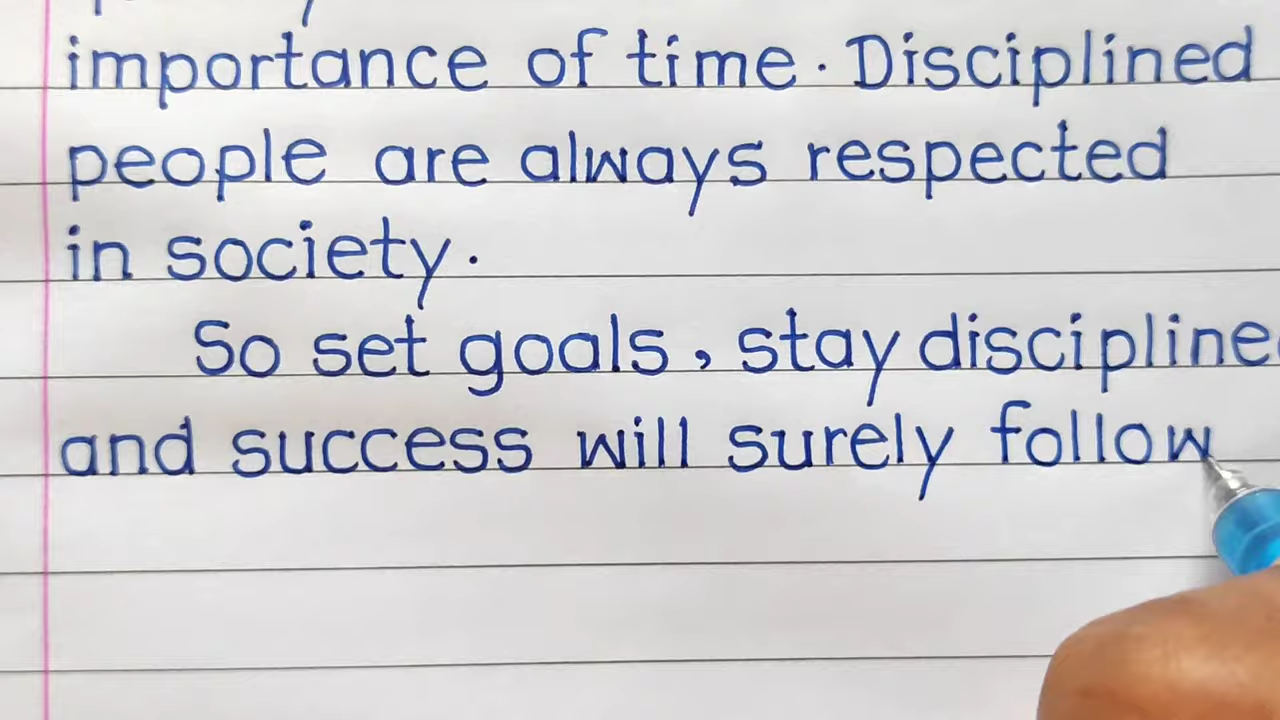 importance of time. Disciplined
people are always respected
in society.
So set goals, stay discipline
and success will surely follow